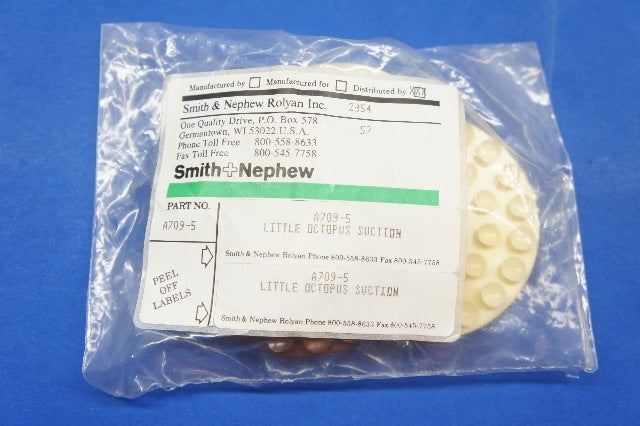 Manufactured by Manufactured for Distributed by
Smith & Nephew Rolyan Inc. 2354
One Quality Drive, P.O. Box 578
Germantown, WI 53022 U.S.A. 57
Phone Toll Free 800-558-8633
Fax Toll Free 800-545-7758
Smith+Nephew
PART NO.
A709-5
A709-5
LITTLE OCTOPUS SUCTION
Smith & Nephew Rolyan Phone 800-558-8633 Fax 800-545-7758
PEEL
OFF
LABELS
A709-5
LITTLE OCTOPUS SUCTION
Smith & Nephew Rolyan Phone 800-558-8633 Fax 800-545-7758